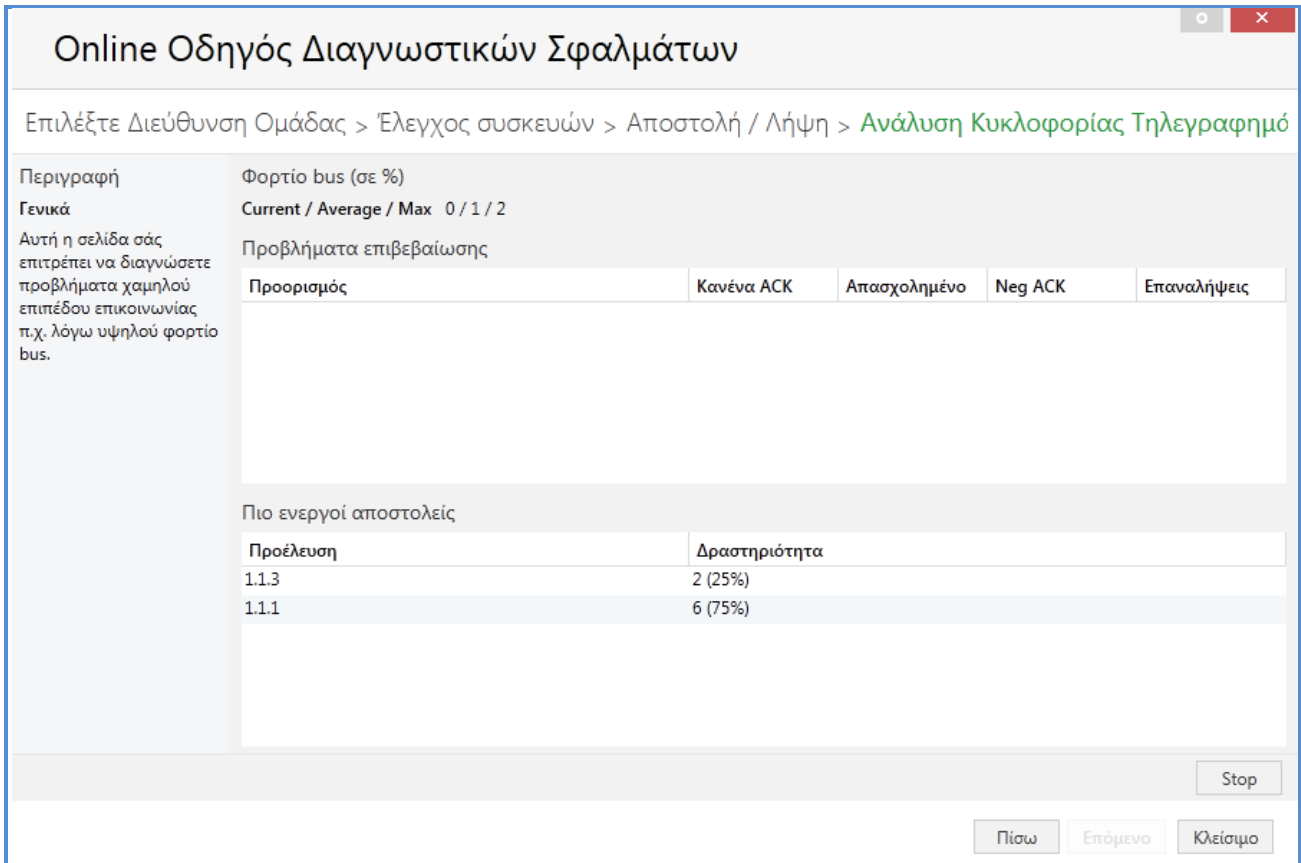 Online Οδηγός Διαγνωστικών Σφαλμάτων
Επιλέξτε Διεύθυνση Ομάδας > Έλεγχος συσκευών > Αποστολή / Λήψη > Ανάλυση Κυκλοφορίας Τηλεγραφημά
Περιγραφή
Γενικά
Αυτή η σελίδα σάς
επιτρέπει να διαγνώσετε
προβλήματα χαμηλού
επιπέδου επικοινωνίας
π.χ. λόγω υψηλού φορτίο
bus.
Φορτίο bus (σε %)
Current / Average / Max 0 / 1 / 2
Προβλήματα επιβεβαίωσης
Προορισμός Κανένα ACK Απασχολημένο Neg ACK Επαναλήψεις
Πιο ενεργοί αποστολείς
Προέλευση Δραστηριότητα
1.1.3 2 (25%)
1.1.1 6 (75%)
Stop
Πίσω Επόμενο Κλείσιμο